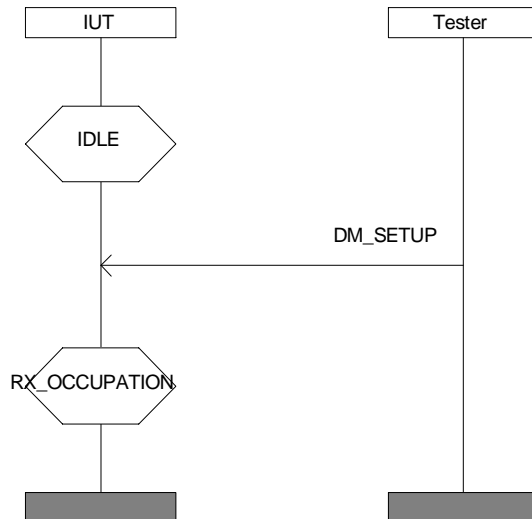 IUT
Tester
IDLE
DM_SETUP
RX_OCCUPATION